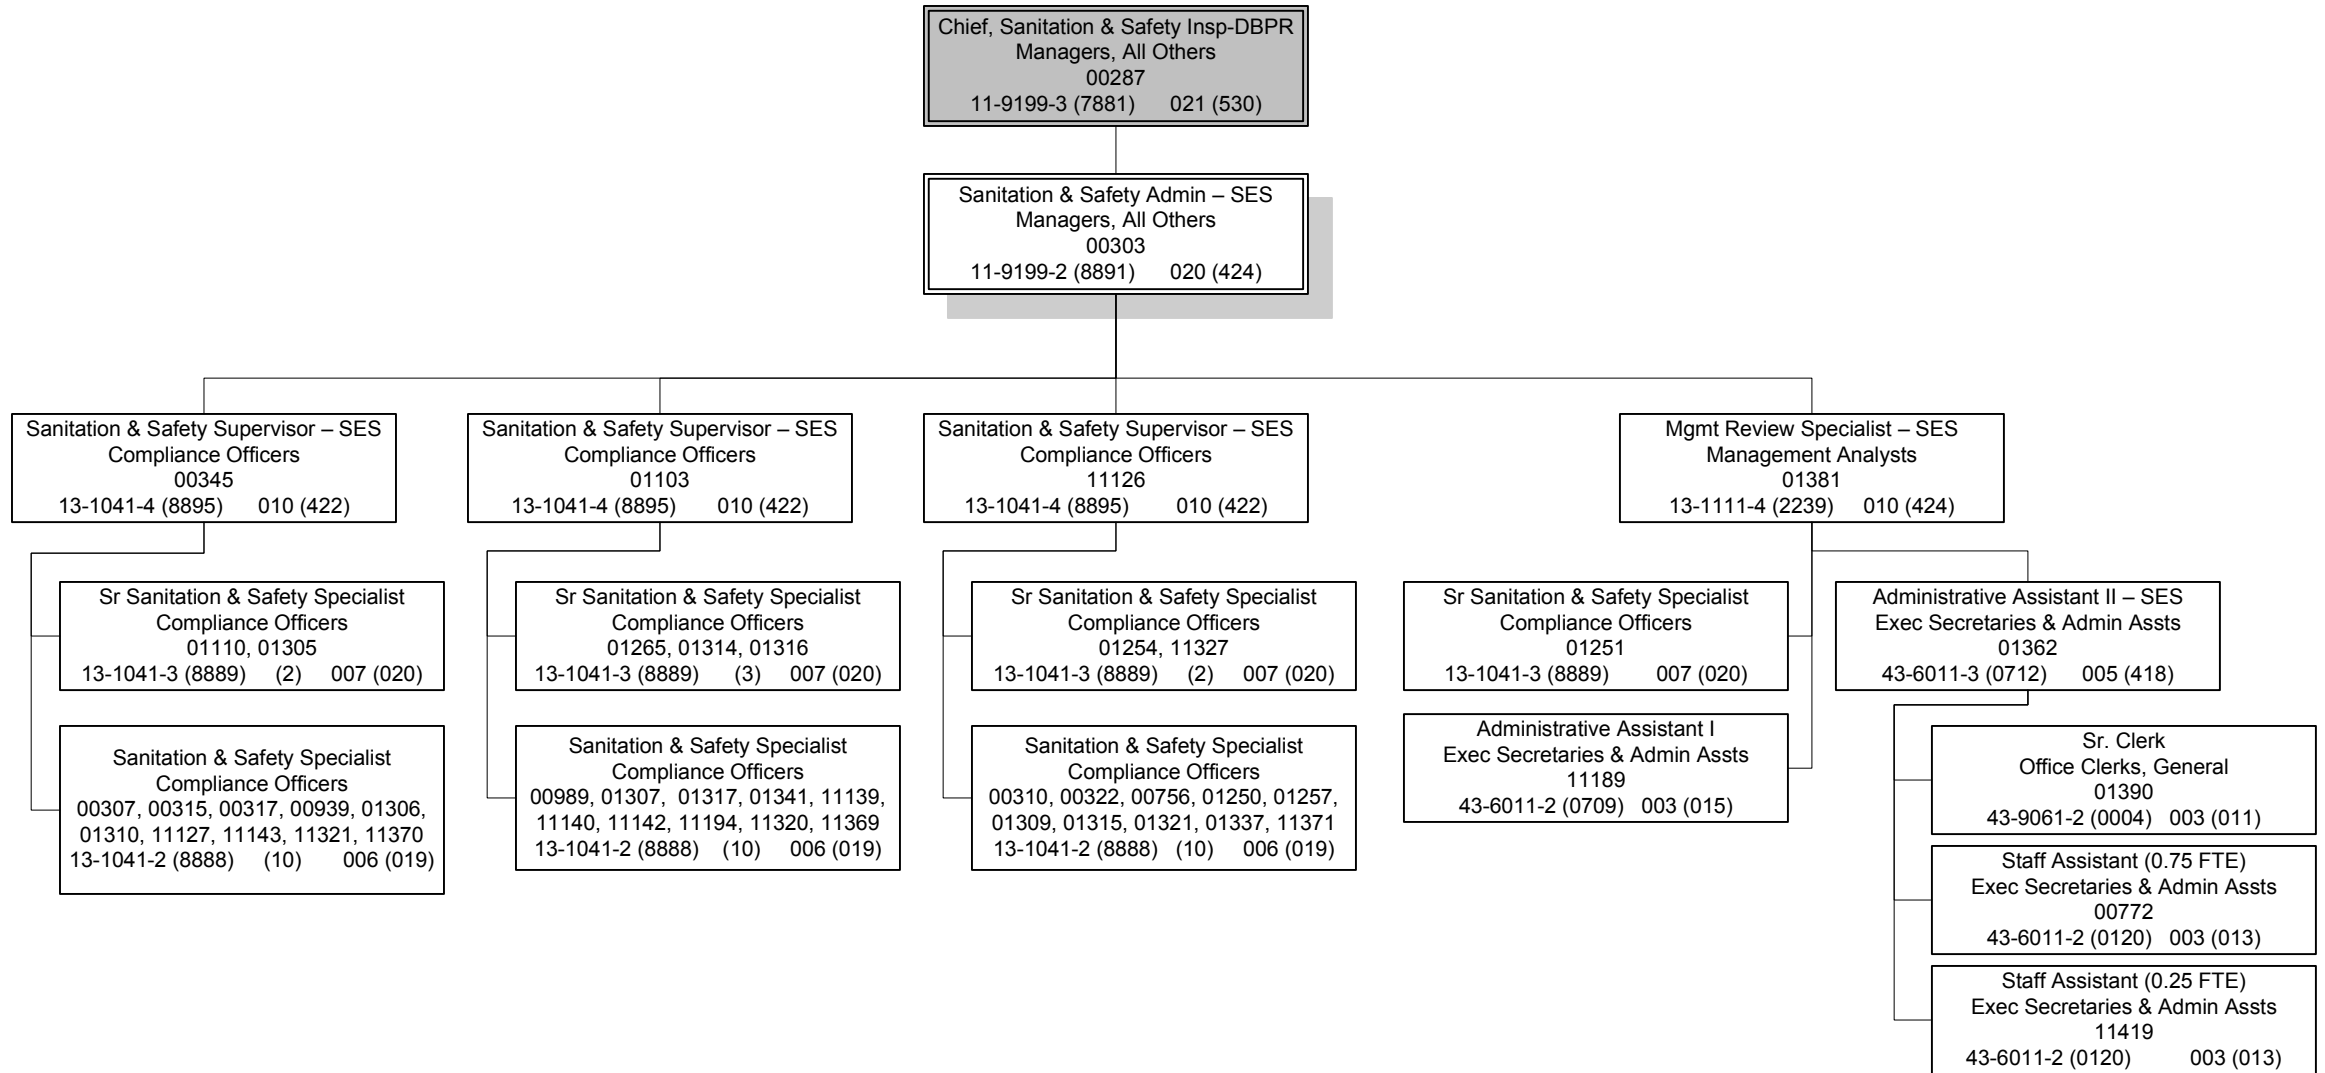 Chief, Sanitation & Safety Insp-DBPR
Managers, All Others
00287
11-9199-3 (7881) 021 (530)
Sanitation & Safety Admin – SES
Managers, All Others
00303
11-9199-2 (8891) 020 (424)
Sanitation & Safety Supervisor – SES
Compliance Officers
00345
13-1041-4 (8895) 010 (422)
Sr Sanitation & Safety Specialist
Compliance Officers
01110, 01305
13-1041-3 (8889) (2) 007 (020)
Sanitation & Safety Specialist
Compliance Officers
00307, 00315, 00317, 00939, 01306,
01310, 11127, 11143, 11321, 11370
13-1041-2 (8888) (10) 006 (019)
Sanitation & Safety Supervisor – SES
Compliance Officers
01103
13-1041-4 (8895) 010 (422)
Sr Sanitation & Safety Specialist
Compliance Officers
01265, 01314, 01316
13-1041-3 (8889) (3) 007 (020)
Sanitation & Safety Specialist
Compliance Officers
00989, 01307, 01317, 01341, 11139,
11140, 11142, 11194, 11320, 11369
13-1041-2 (8888) (10) 006 (019)
Sanitation & Safety Supervisor – SES
Compliance Officers
11126
13-1041-4 (8895) 010 (422)
Sr Sanitation & Safety Specialist
Compliance Officers
01254, 11327
13-1041-3 (8889) (2) 007 (020)
Sanitation & Safety Specialist
Compliance Officers
00310, 00322, 00756, 01250, 01257,
01309, 01315, 01321, 01337, 11371
13-1041-2 (8888) (10) 006 (019)
Mgmt Review Specialist – SES
Management Analysts
01381
13-1111-4 (2239) 010 (424)
Sr Sanitation & Safety Specialist
Compliance Officers
01251
13-1041-3 (8889) 007 (020)
Administrative Assistant I
Exec Secretaries & Admin Assts
11189
43-6011-2 (0709) 003 (015)
Administrative Assistant II – SES
Exec Secretaries & Admin Assts
01362
43-6011-3 (0712) 005 (418)
Sr. Clerk
Office Clerks, General
01390
43-9061-2 (0004) 003 (011)
Staff Assistant (0.75 FTE)
Exec Secretaries & Admin Assts
00772
43-6011-2 (0120) 003 (013)
Staff Assistant (0.25 FTE)
Exec Secretaries & Admin Assts
11419
43-6011-2 (0120) 003 (013)